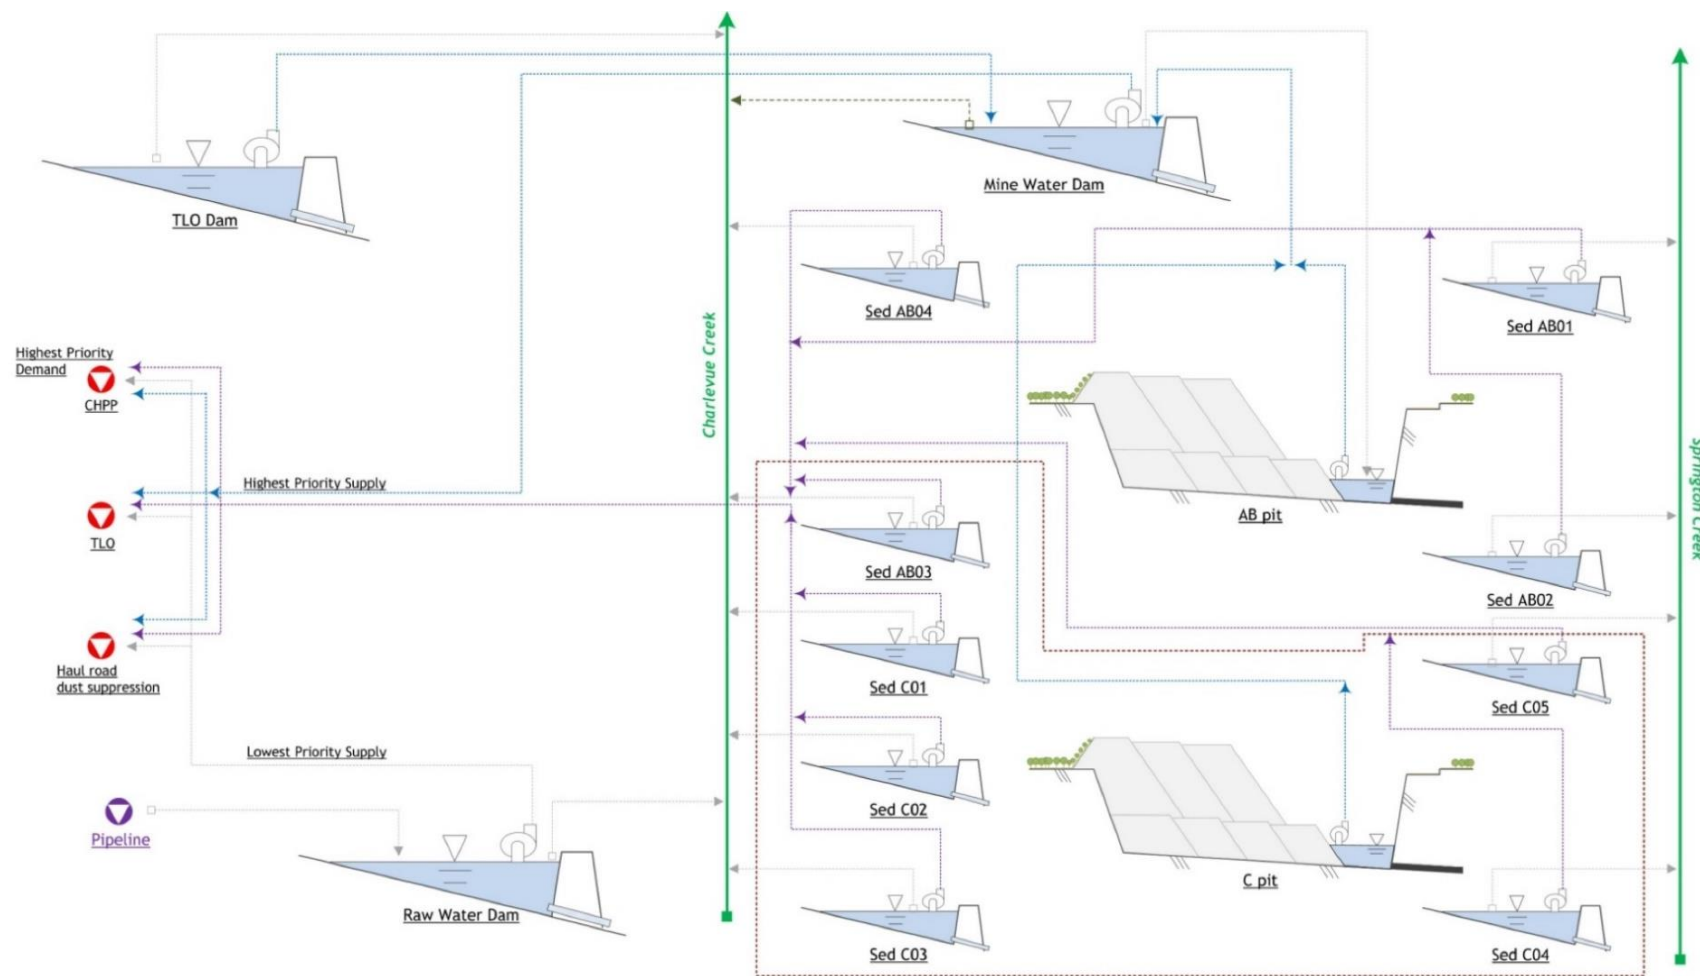 TLO Dam
Mine Water Dam
Sed AB04
Sed AB01
Charlevue Creek
Highest Priority
Demand
CHPP
Highest Priority Supply
AB pit
Springton Creek
TLO
Sed AB03
Sed AB02
Haul road
dust suppression
Sed C01
Sed C05
Lowest Priority Supply
Sed C02
Pipeline
Raw Water Dam
C pit
Sed C03
Sed C04